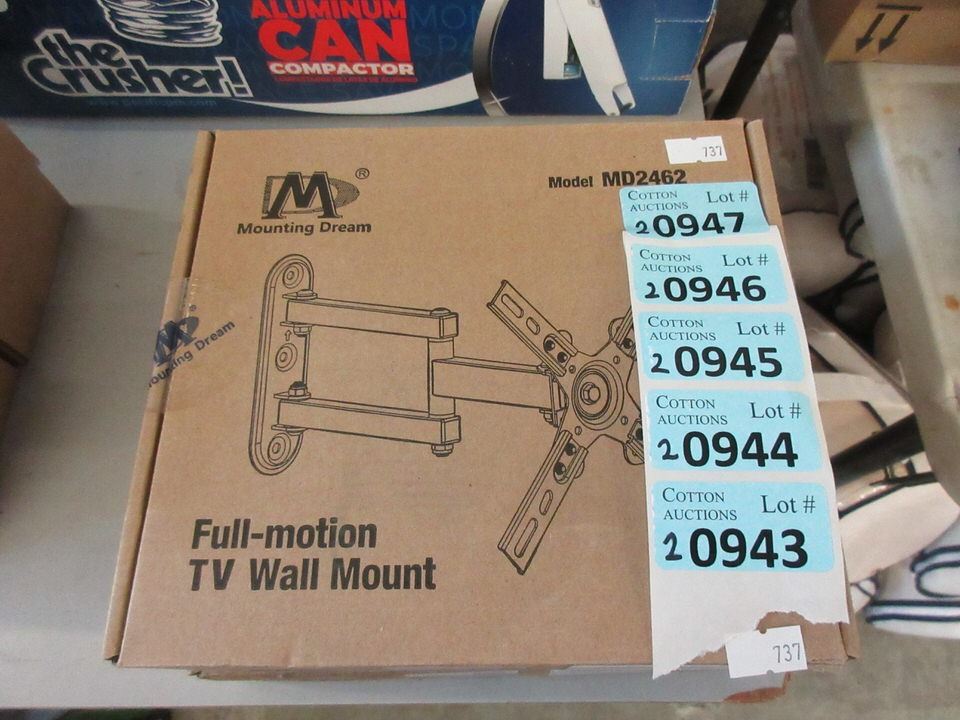 the
Crusher!
ALUMINUM
CAN
COMPACTOR
737
Model MD2462
M
®
Mounting Dream
COTTON
AUCTIONS
Lot #
20947
COTTON
AUCTIONS
Lot #
20946
COTTON
AUCTIONS
Lot #
20945
COTTON
AUCTIONS
Lot #
20944
COTTON
AUCTIONS
Lot #
20943
Mounting Dream
Full-motion
TV Wall Mount
737